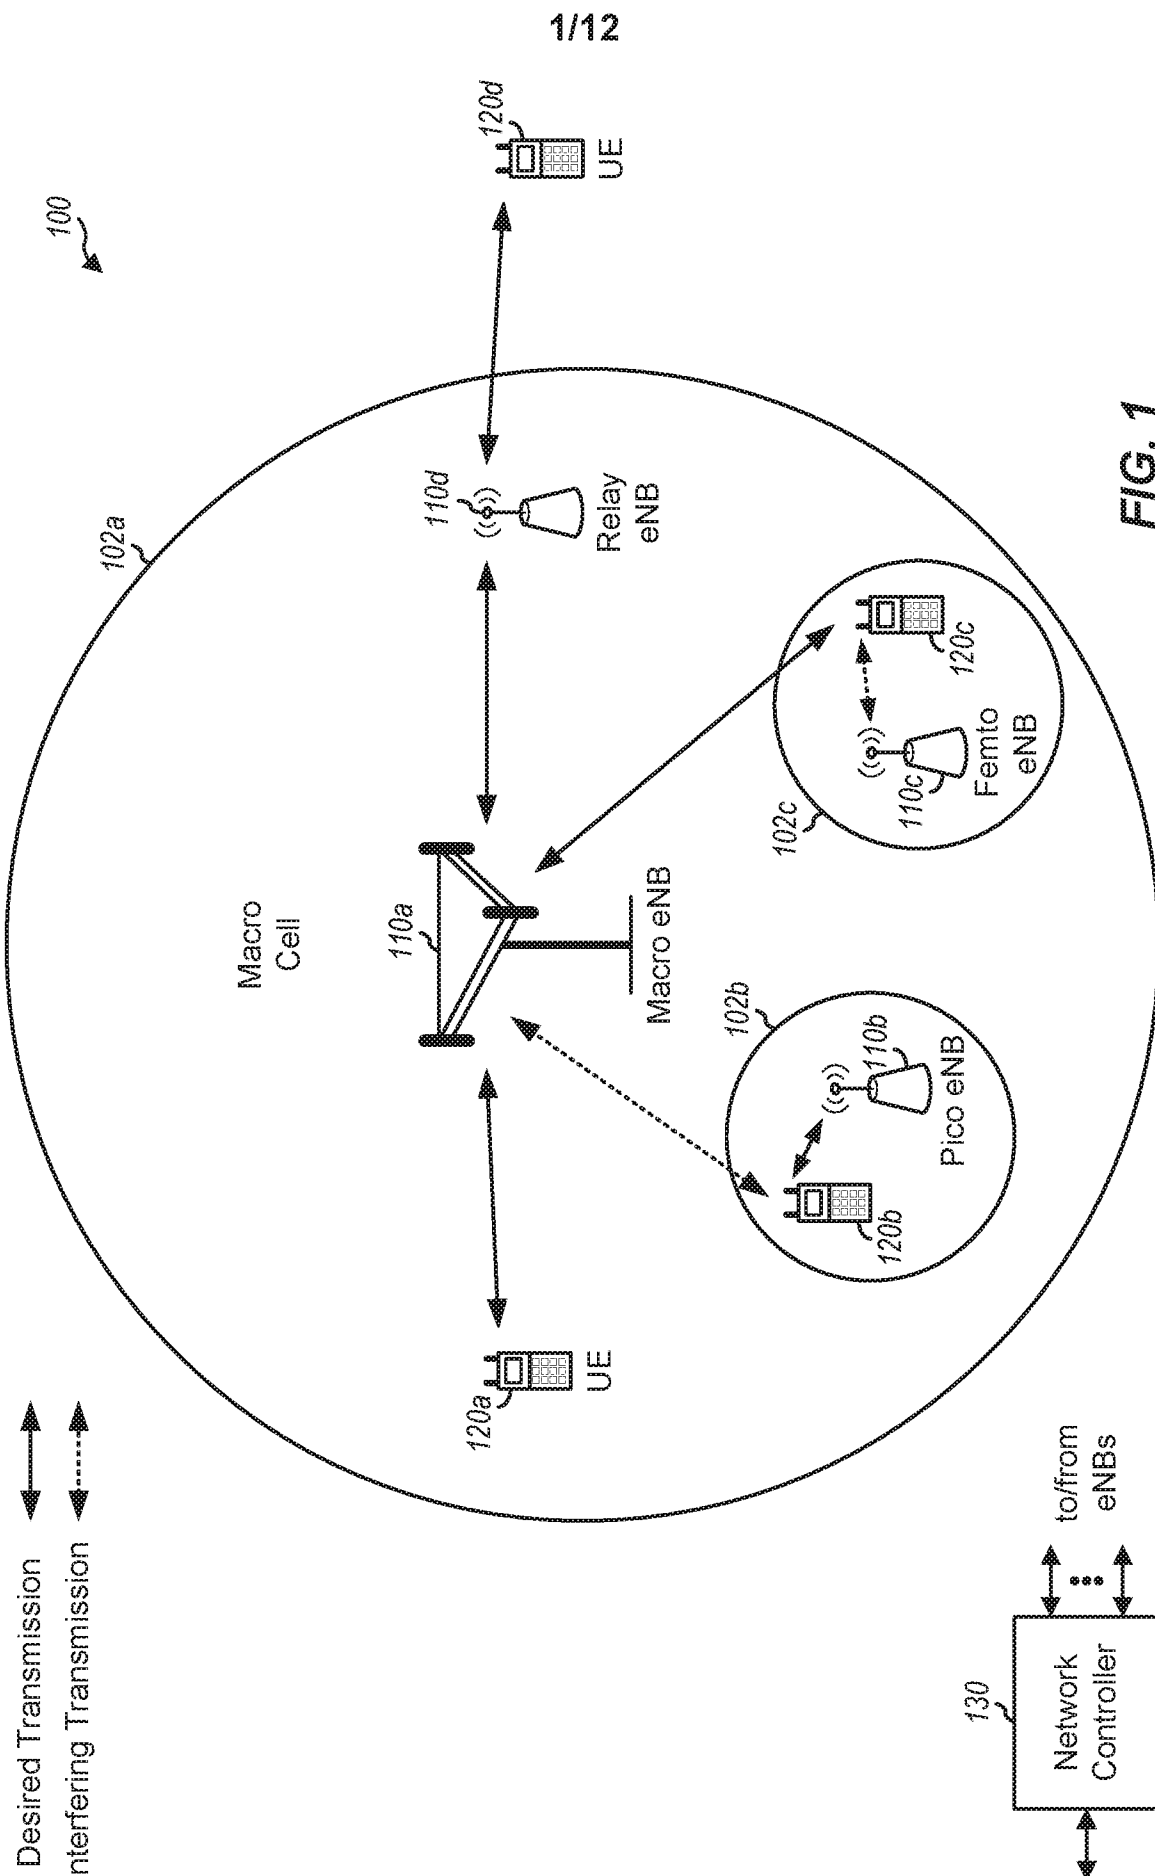 1/12
Desired Transmission
nterfering Transmission
100
102a
Macro
Cell
110a
Macro eNB
110d
Relay
eNB
120d
UE
120a
UE
102b
110b
Pico eNB
120b
102c
110c
Femto
eNB
120c
130
Network
Controller
to/from
eNBs
FIG. 1